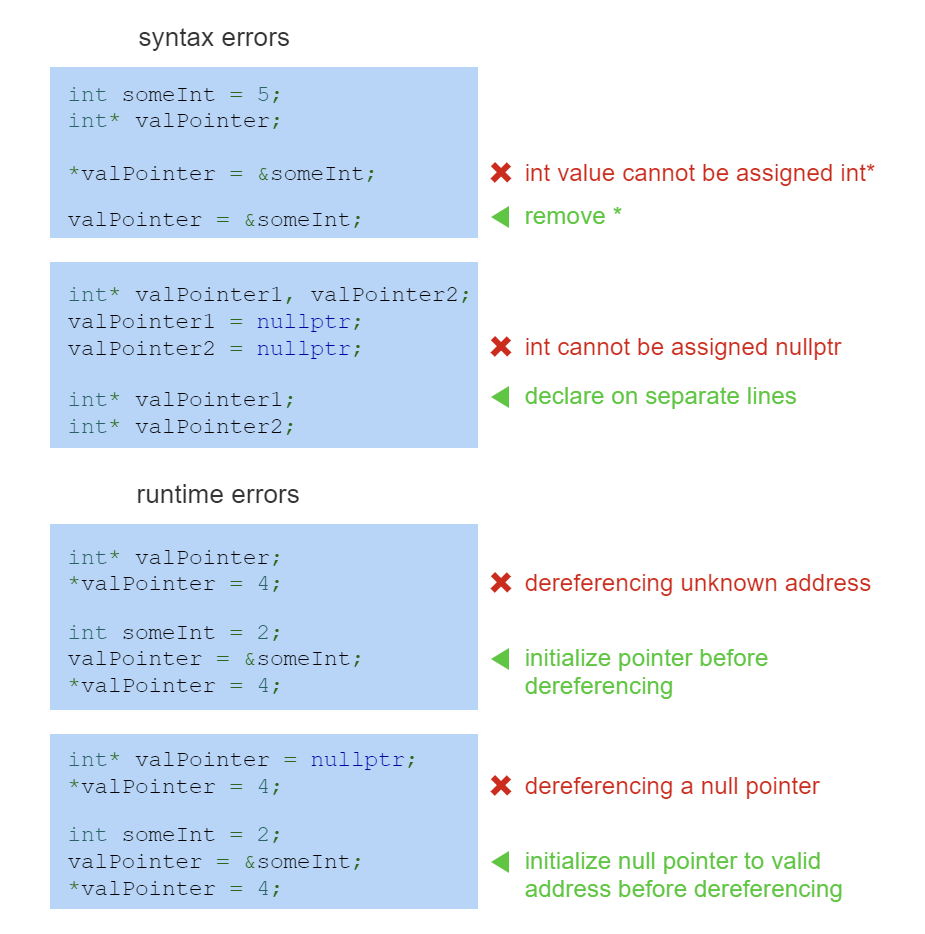 syntax errors
int someInt = 5;
int* valPointer;
*valPointer = &someInt;
int value cannot be assigned int*
valPointer = &someInt;
remove *
int* valPointer1, valPointer2;
valPointer1 = nullptr;
valPointer2 = nullptr;
int cannot be assigned nullptr
int* valPointer1;
declare on separate lines
int* valPointer2;
runtime errors
int* valPointer;
*valPointer = 4;
dereferencing unknown address
int someInt = 2;
valPointer = &someInt;
*valPointer = 4;
initialize pointer before
dereferencing
int* valPointer = nullptr;
*valPointer = 4;
dereferencing a null pointer
int someInt = 2;
valPointer = &someInt;
*valPointer = 4;
initialize null pointer to valid
address before dereferencing